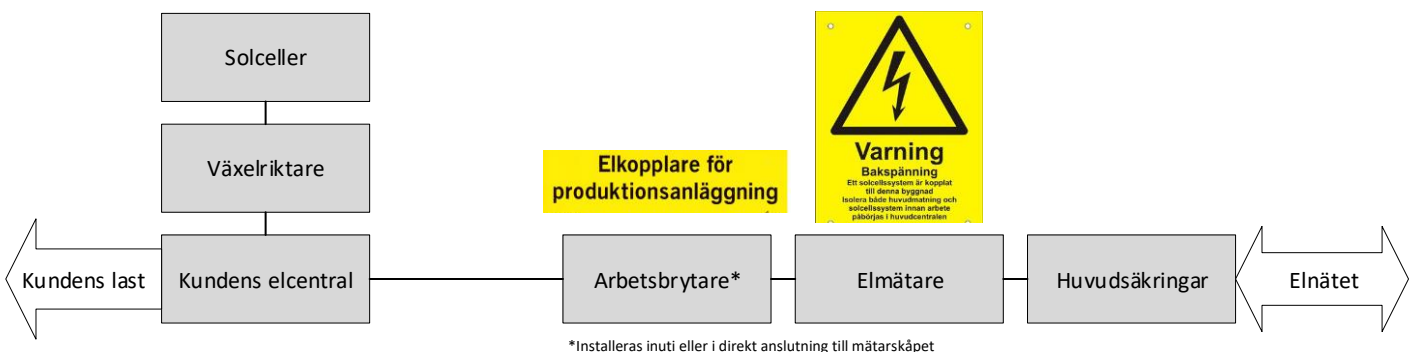 Solceller
Växelriktare
Elkopplare för
produktionsanläggning
Varning
Bakspänning
Ett solcellssystem är kopplat
till denna byggnad
Isolera både huvudmatning och
solcellssystem innan arbete
påbörjas i huvudcentralen
Kundens last
Kundens elcentral
Arbetsbrytare*
Elmätare
Huvudsäkringar
Elnätet
*Installeras inuti eller i direkt anslutning till mätarskåpet